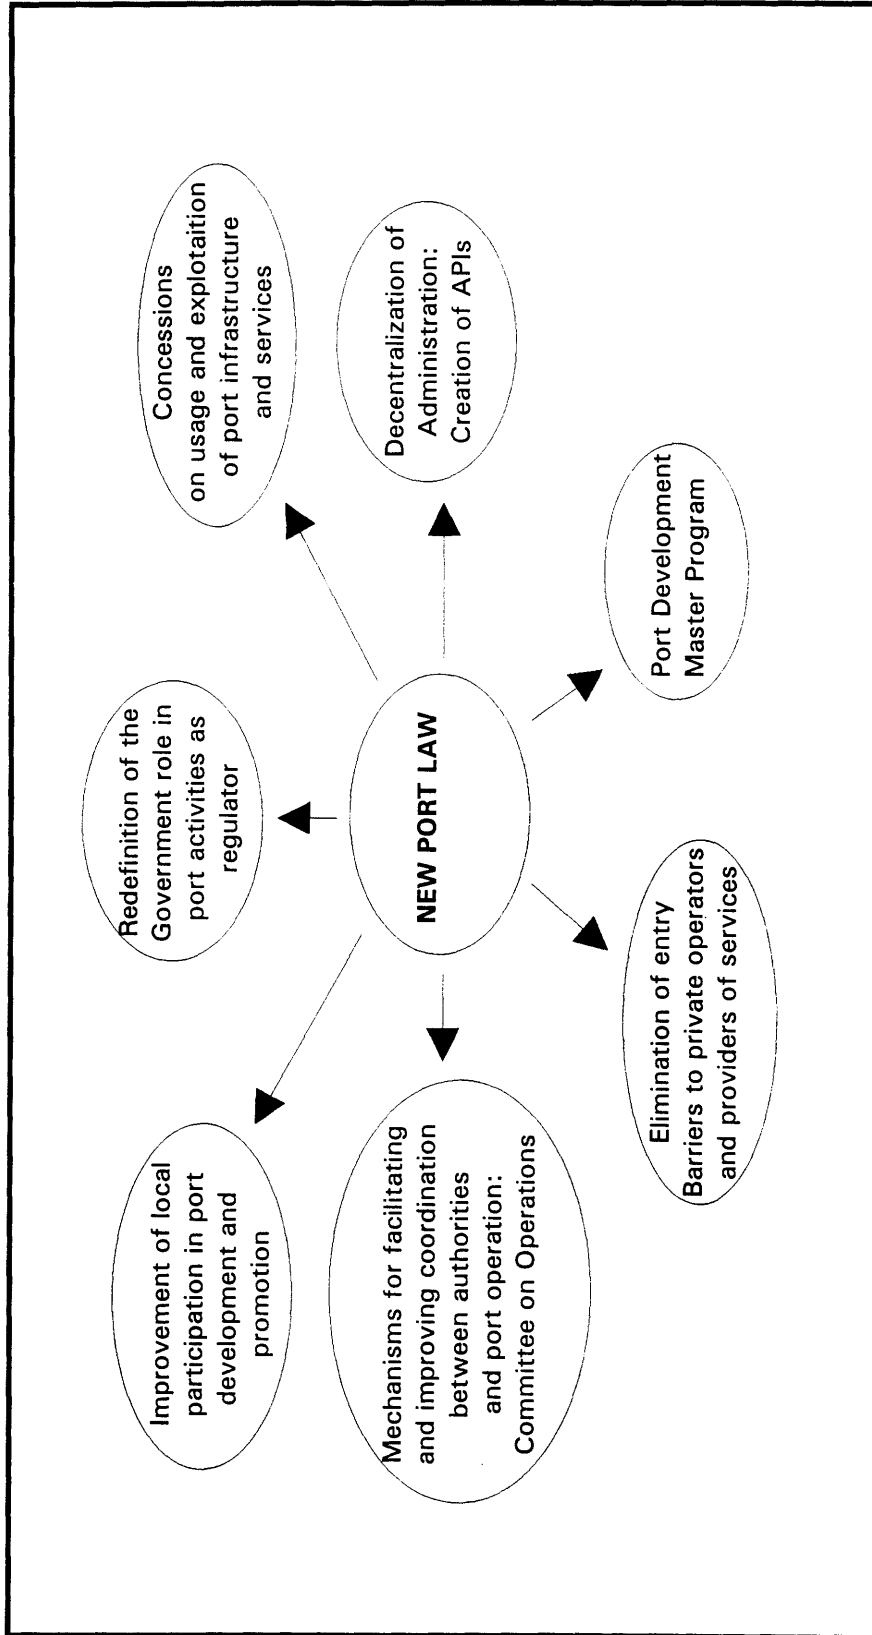 Improvement of local
participation in port
development and
promotion
Redefinition of the
Government role in
port activities as
regulator
Concessions
on usage and explotaition
of port infrastructure
and services
Mechanisms for facilitating
and improving coordination
between authorities
and port operation:
Committee on Operations
NEW PORT LAW
Decentralization of
Administration:
Creation of APIs
Elimination of entry
Barriers to private operators
and providers of services
Port Development
Master Program